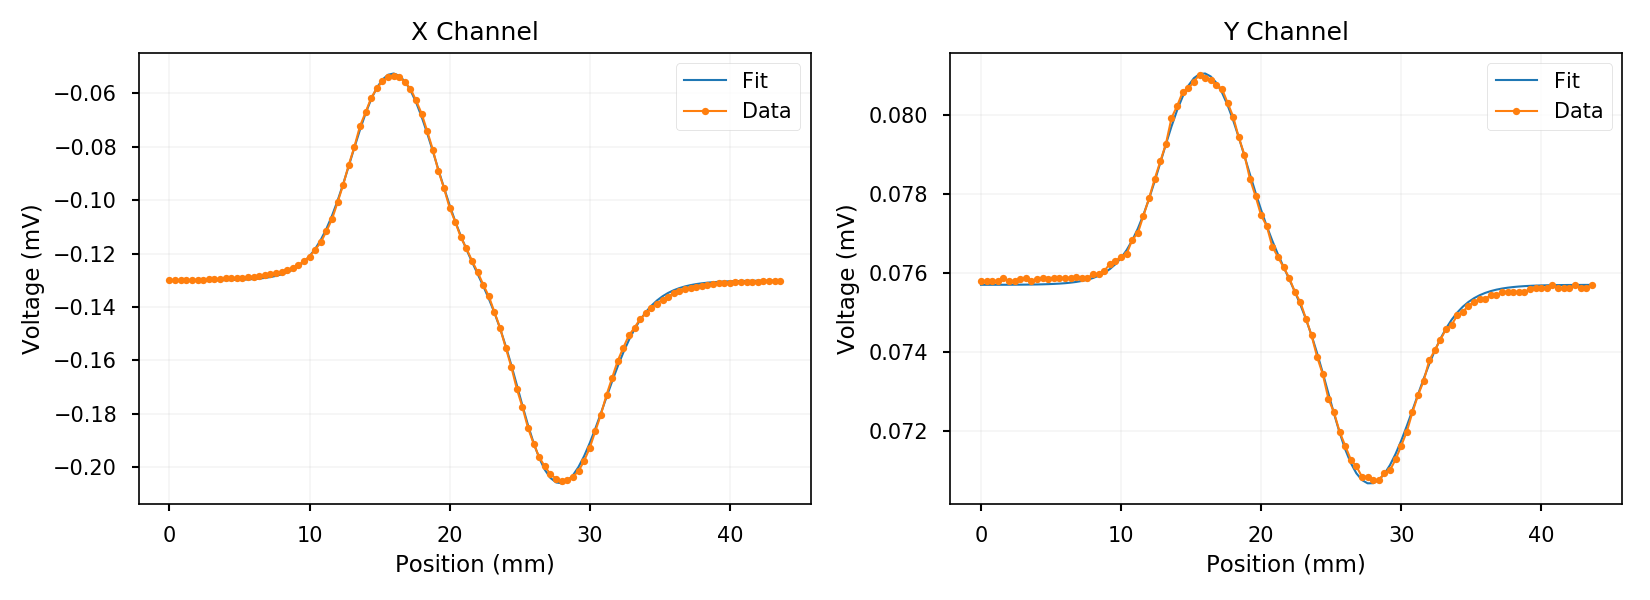 X Channel
Voltage (mV)
−0.06
−0.08
−0.10
−0.12
−0.14
−0.16
−0.18
−0.20
0
10
20
30
40
Position (mm)
Fit
Data
Y Channel
Voltage (mV)
0.080
0.078
0.076
0.074
0.072
0
10
20
30
40
Position (mm)
Fit
Data